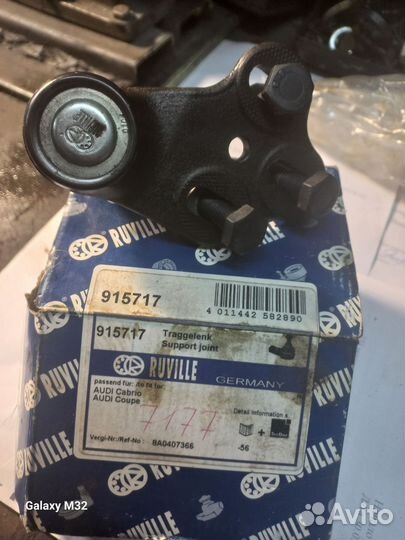 RUVILLE
RUVILLE
915717
4 011442 582890
915717
Traggelenk
Support joint
RUVILLE
GERMANY
passend für: /to fit for:
AUDI Cabrio
AUDI Coupe
7177
Detail Information s.
+
Vergl-Nr:/Ref-No :
8A0407366
-56
RUVILLE
Galaxy M32
Avito